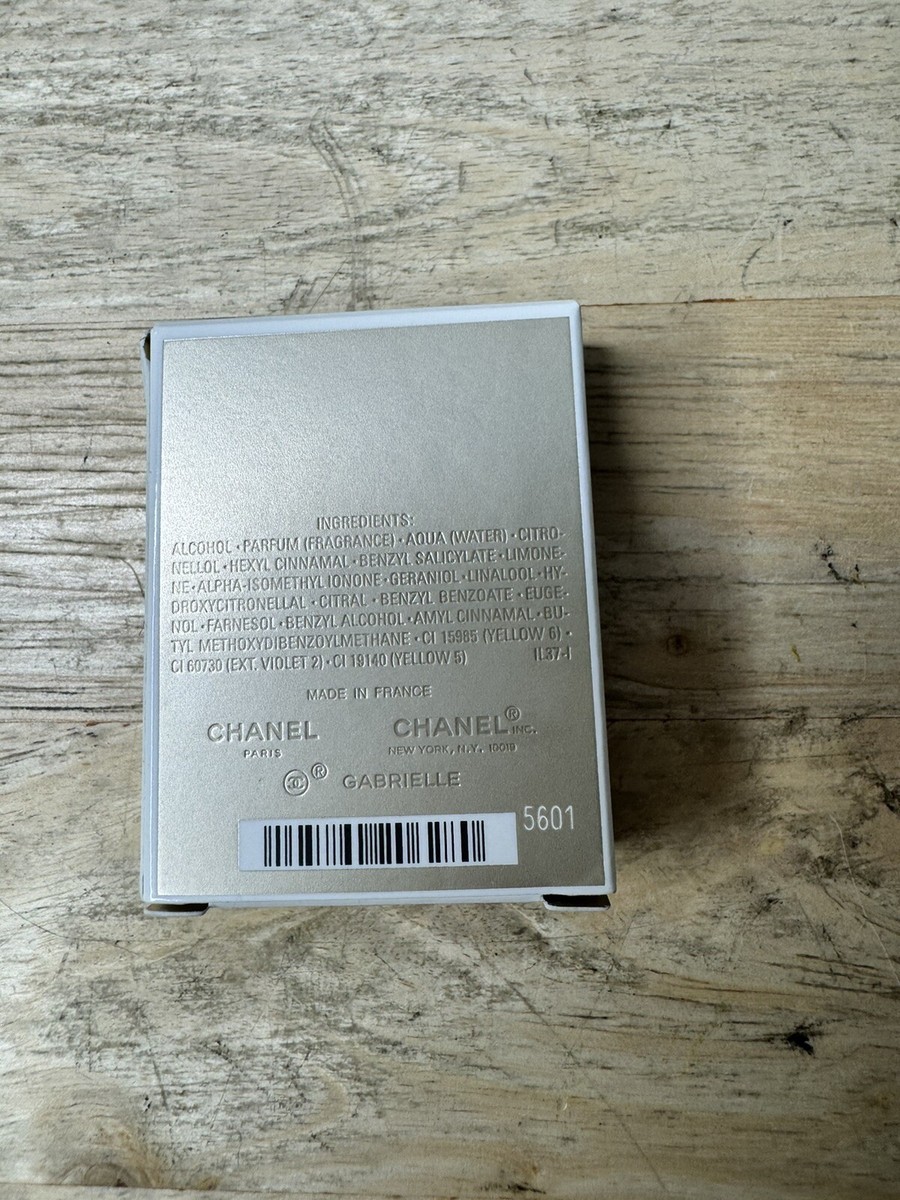 INGREDIENTS:
ALCOHOL • PARFUM (FRAGRANCE) • AQUA (WATER) • CITRO-
NELLOL • HEXYL CINNAMAL • BENZYL SALICYLATE • LIMONE-
NE • ALPHA-ISOMETHYL IONONE • GERANIOL • LINALOOL • HY-
DROXYCITRONELLAL • CITRAL • BENZYL BENZOATE • EUGE-
NOL • FARNESOL • BENZYL ALCOHOL • AMYL CINNAMAL • BU-
TYL METHOXYDIBENZOYLMETHANE • CI 15985 (YELLOW 6) •
CI 60730 (EXT. VIOLET 2) • CI 19140 (YELLOW 5) IL37-I
MADE IN FRANCE
CHANEL CHANEL® INC.
PARIS NEW YORK, N.Y. 10019
® GABRIELLE
5601